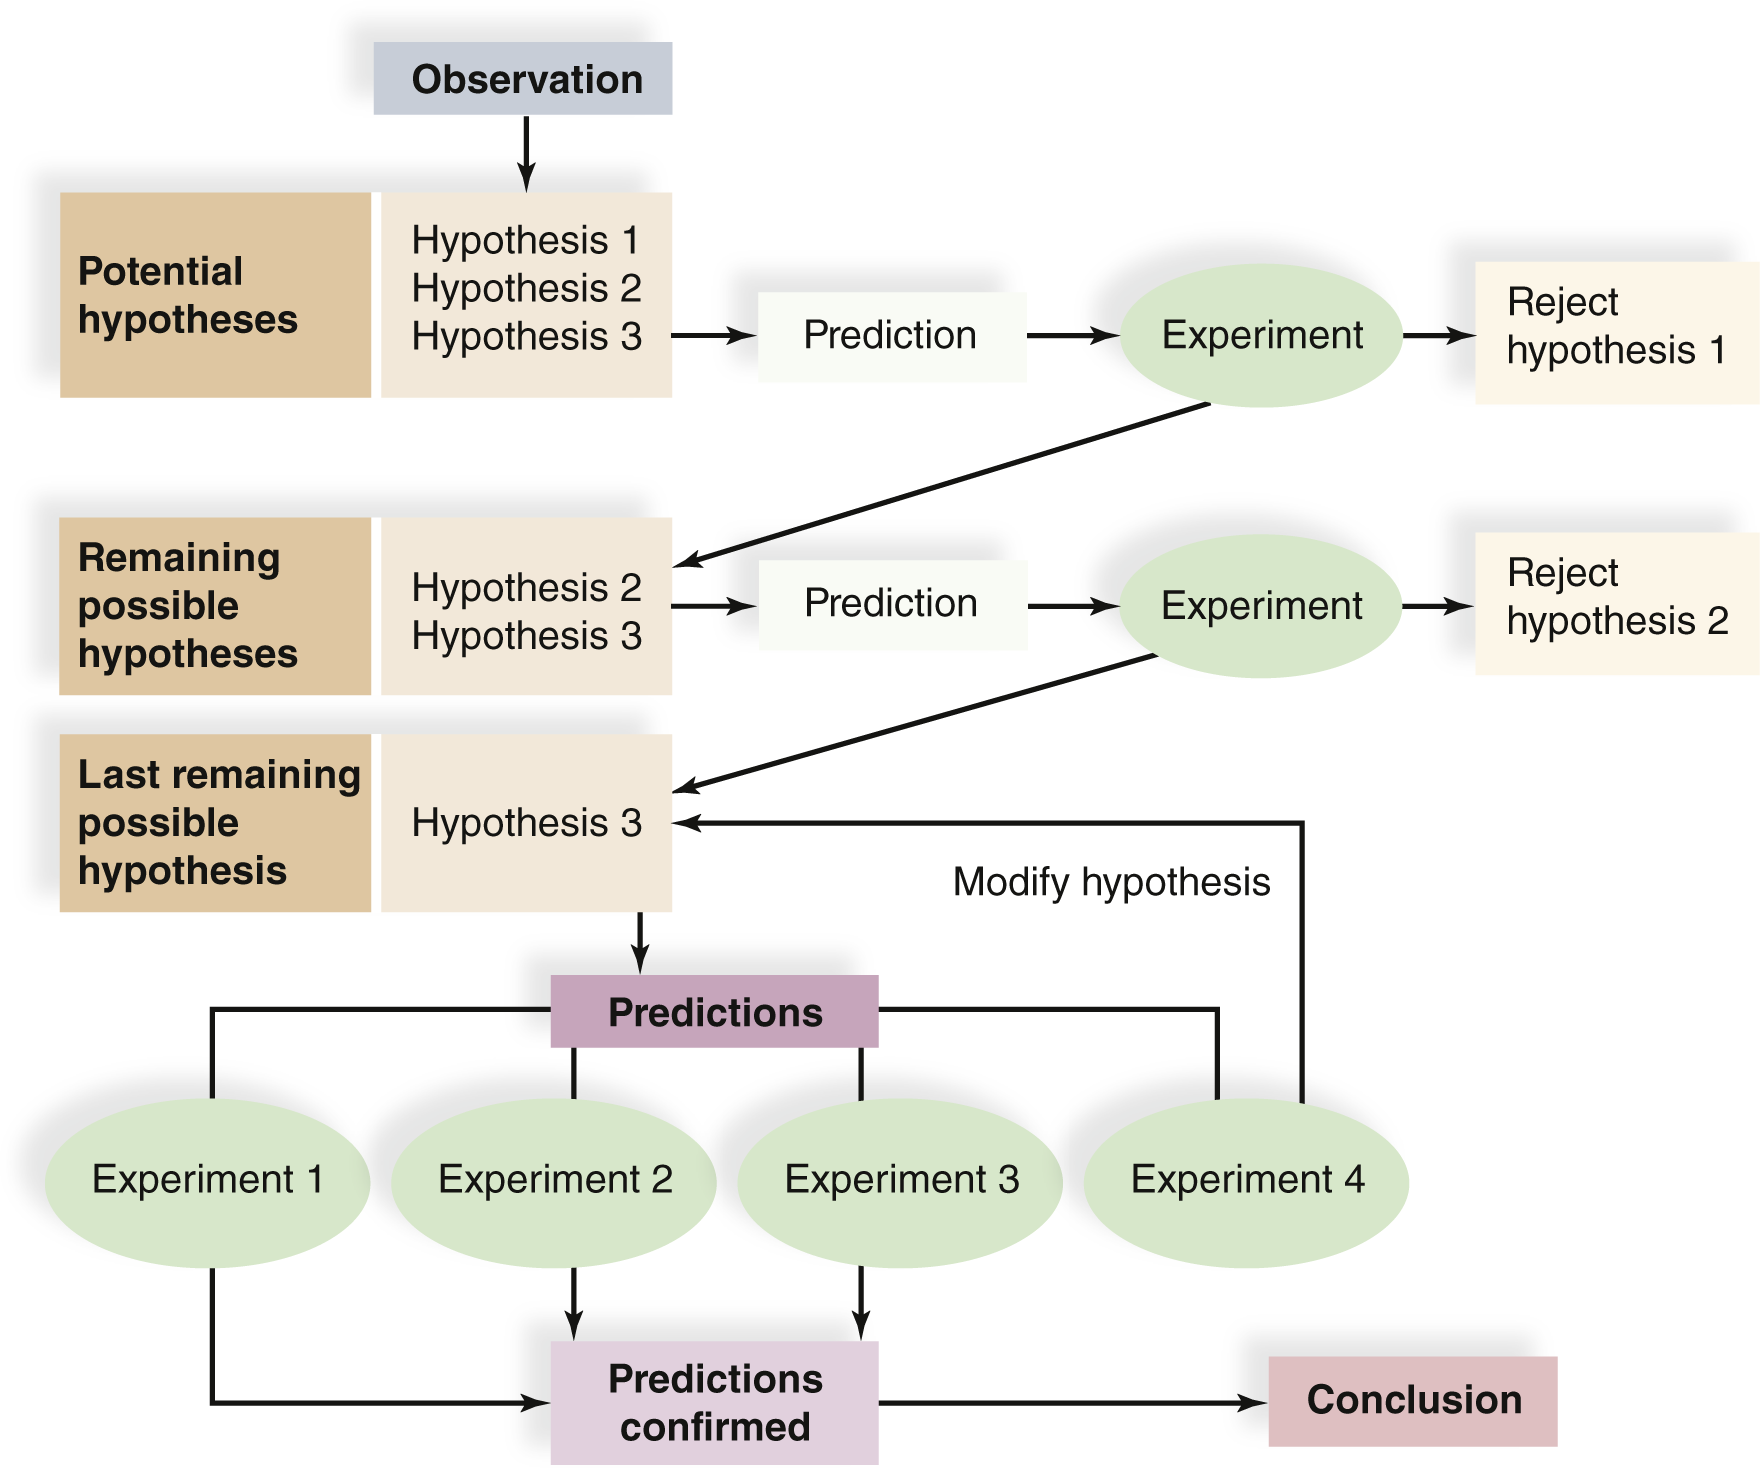 Observation
Potential
hypotheses
Hypothesis 1
Hypothesis 2
Hypothesis 3
Prediction
Experiment
Reject
hypothesis 1
Remaining
possible
hypotheses
Hypothesis 2
Hypothesis 3
Prediction
Experiment
Reject
hypothesis 2
Last remaining
possible
hypothesis
Hypothesis 3
Modify hypothesis
Predictions
Experiment 1
Experiment 2
Experiment 3
Experiment 4
Predictions
confirmed
Conclusion